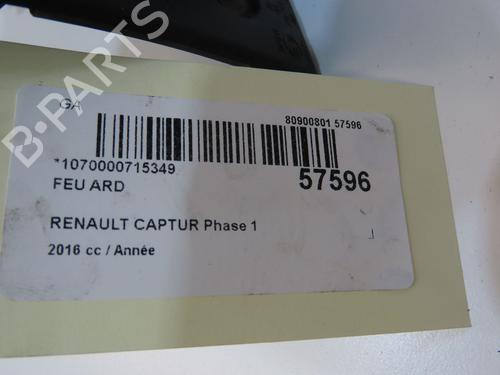 GA
80900801 57596
*1070000715349
57596
FEU ARD
RENAULT CAPTUR Phase 1
2016 cc / Année
B-PARTS